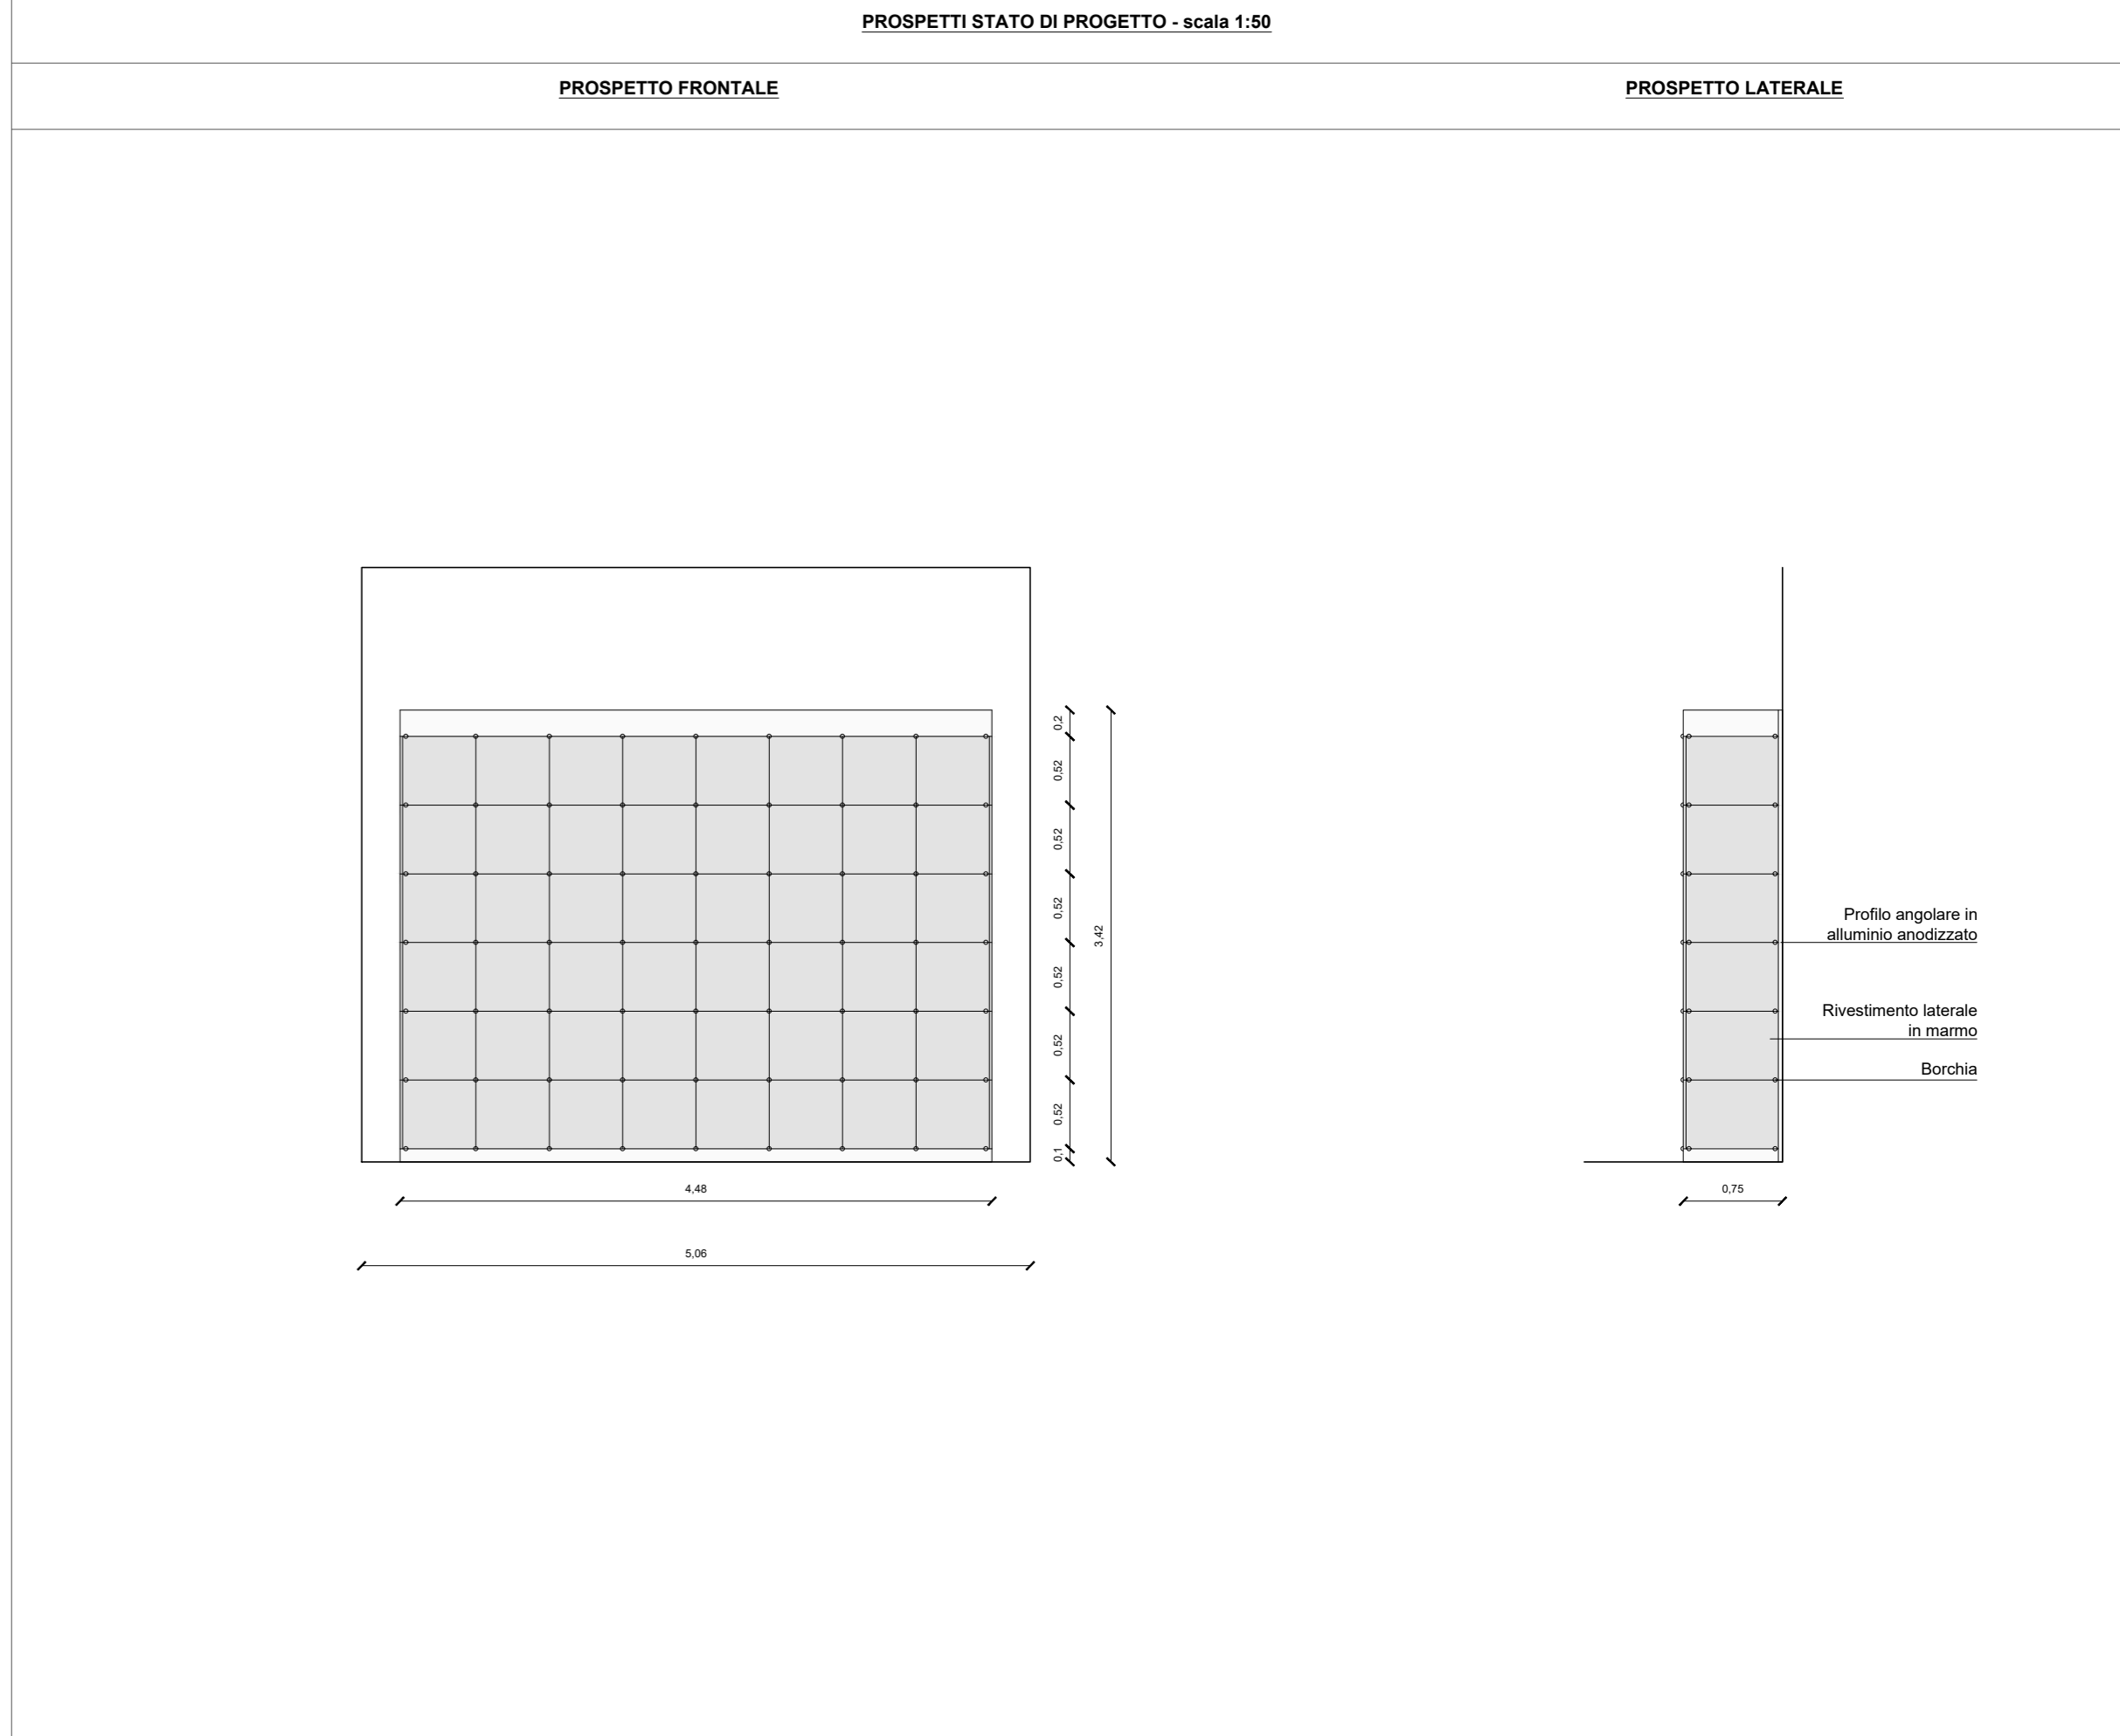 PROSPETTI STATO DI PROGETTO - scala 1:50
PROSPETTO FRONTALE
PROSPETTO LATERALE
0,2
0,52
0,52
0,52
0,52
0,52
0,52
0,1
3,42
4,48
5,06
Profilo angolare in
alluminio anodizzato
Rivestimento laterale
in marmo
Borchia
0,75